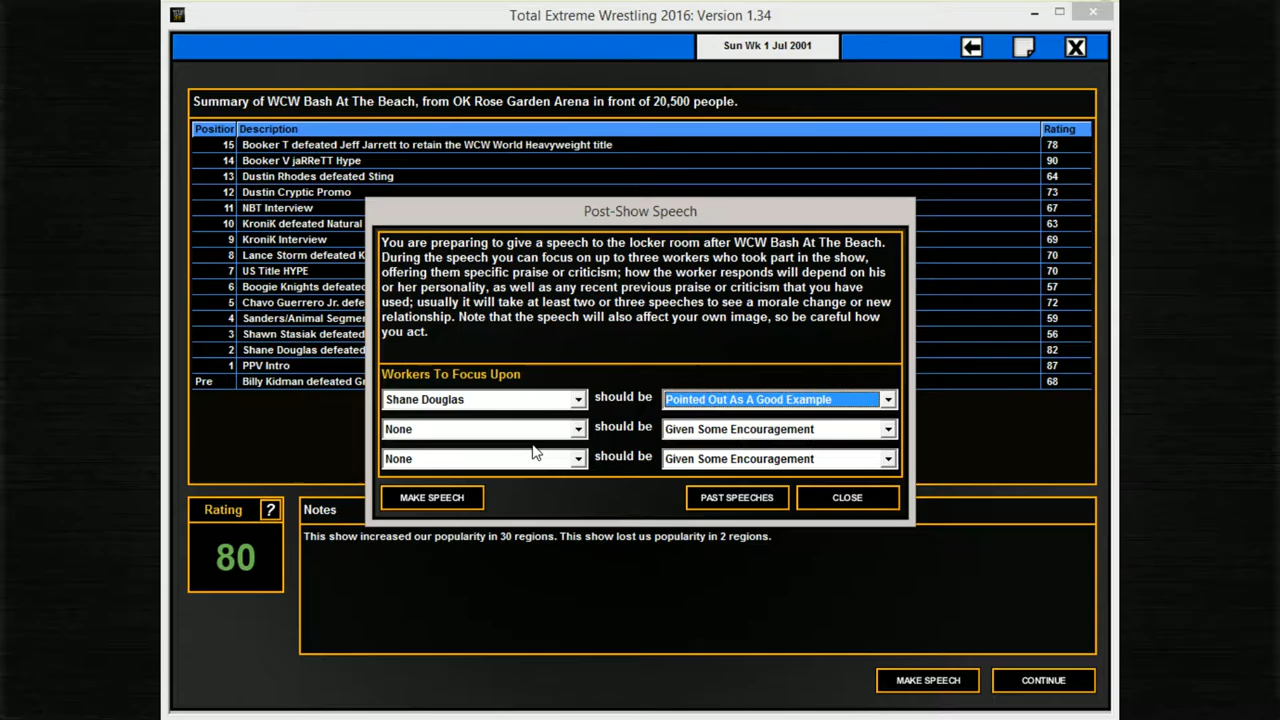 Total Extreme Wrestling 2016: Version 1.34
Sun Wk 1 Jul 2001
Summary of WCW Bash At The Beach, from OK Rose Garden Arena in front of 20,500 people.
Position Description Rating
15 Booker T defeated Jeff Jarrett to retain the WCW World Heavyweight title 78
14 Booker V jaRReTT Hype 90
13 Dustin Rhodes defeated Sting 64
12 Dustin Cryptic Promo 73
11 NBT Interview 67
10 KroniK defeated Natural 63
9 KroniK Interview 69
8 Lance Storm defeated K 70
7 US Title HYPE 70
6 Boogie Knights defeated 57
5 Chavo Guerrero Jr. defe 72
4 Sanders/Animal Segmen 59
3 Shawn Stasiak defeated 56
2 Shane Douglas defeated 82
1 PPV Intro 87
Pre Billy Kidman defeated Gr 68
Post-Show Speech
You are preparing to give a speech to the locker room after WCW Bash At The Beach.
During the speech you can focus on up to three workers who took part in the show,
offering them specific praise or criticism; how the worker responds will depend on his
or her personality, as well as any recent previous praise or criticism that you have
used; usually it will take at least two or three speeches to see a morale change or new
relationship. Note that the speech will also affect your own image, so be careful how
you act.
Workers To Focus Upon
Shane Douglas should be Pointed Out As A Good Example
None should be Given Some Encouragement
None should be Given Some Encouragement
MAKE SPEECH PAST SPEECHES CLOSE
Rating ? Notes
80
This show increased our popularity in 30 regions. This show lost us popularity in 2 regions.
MAKE SPEECH CONTINUE